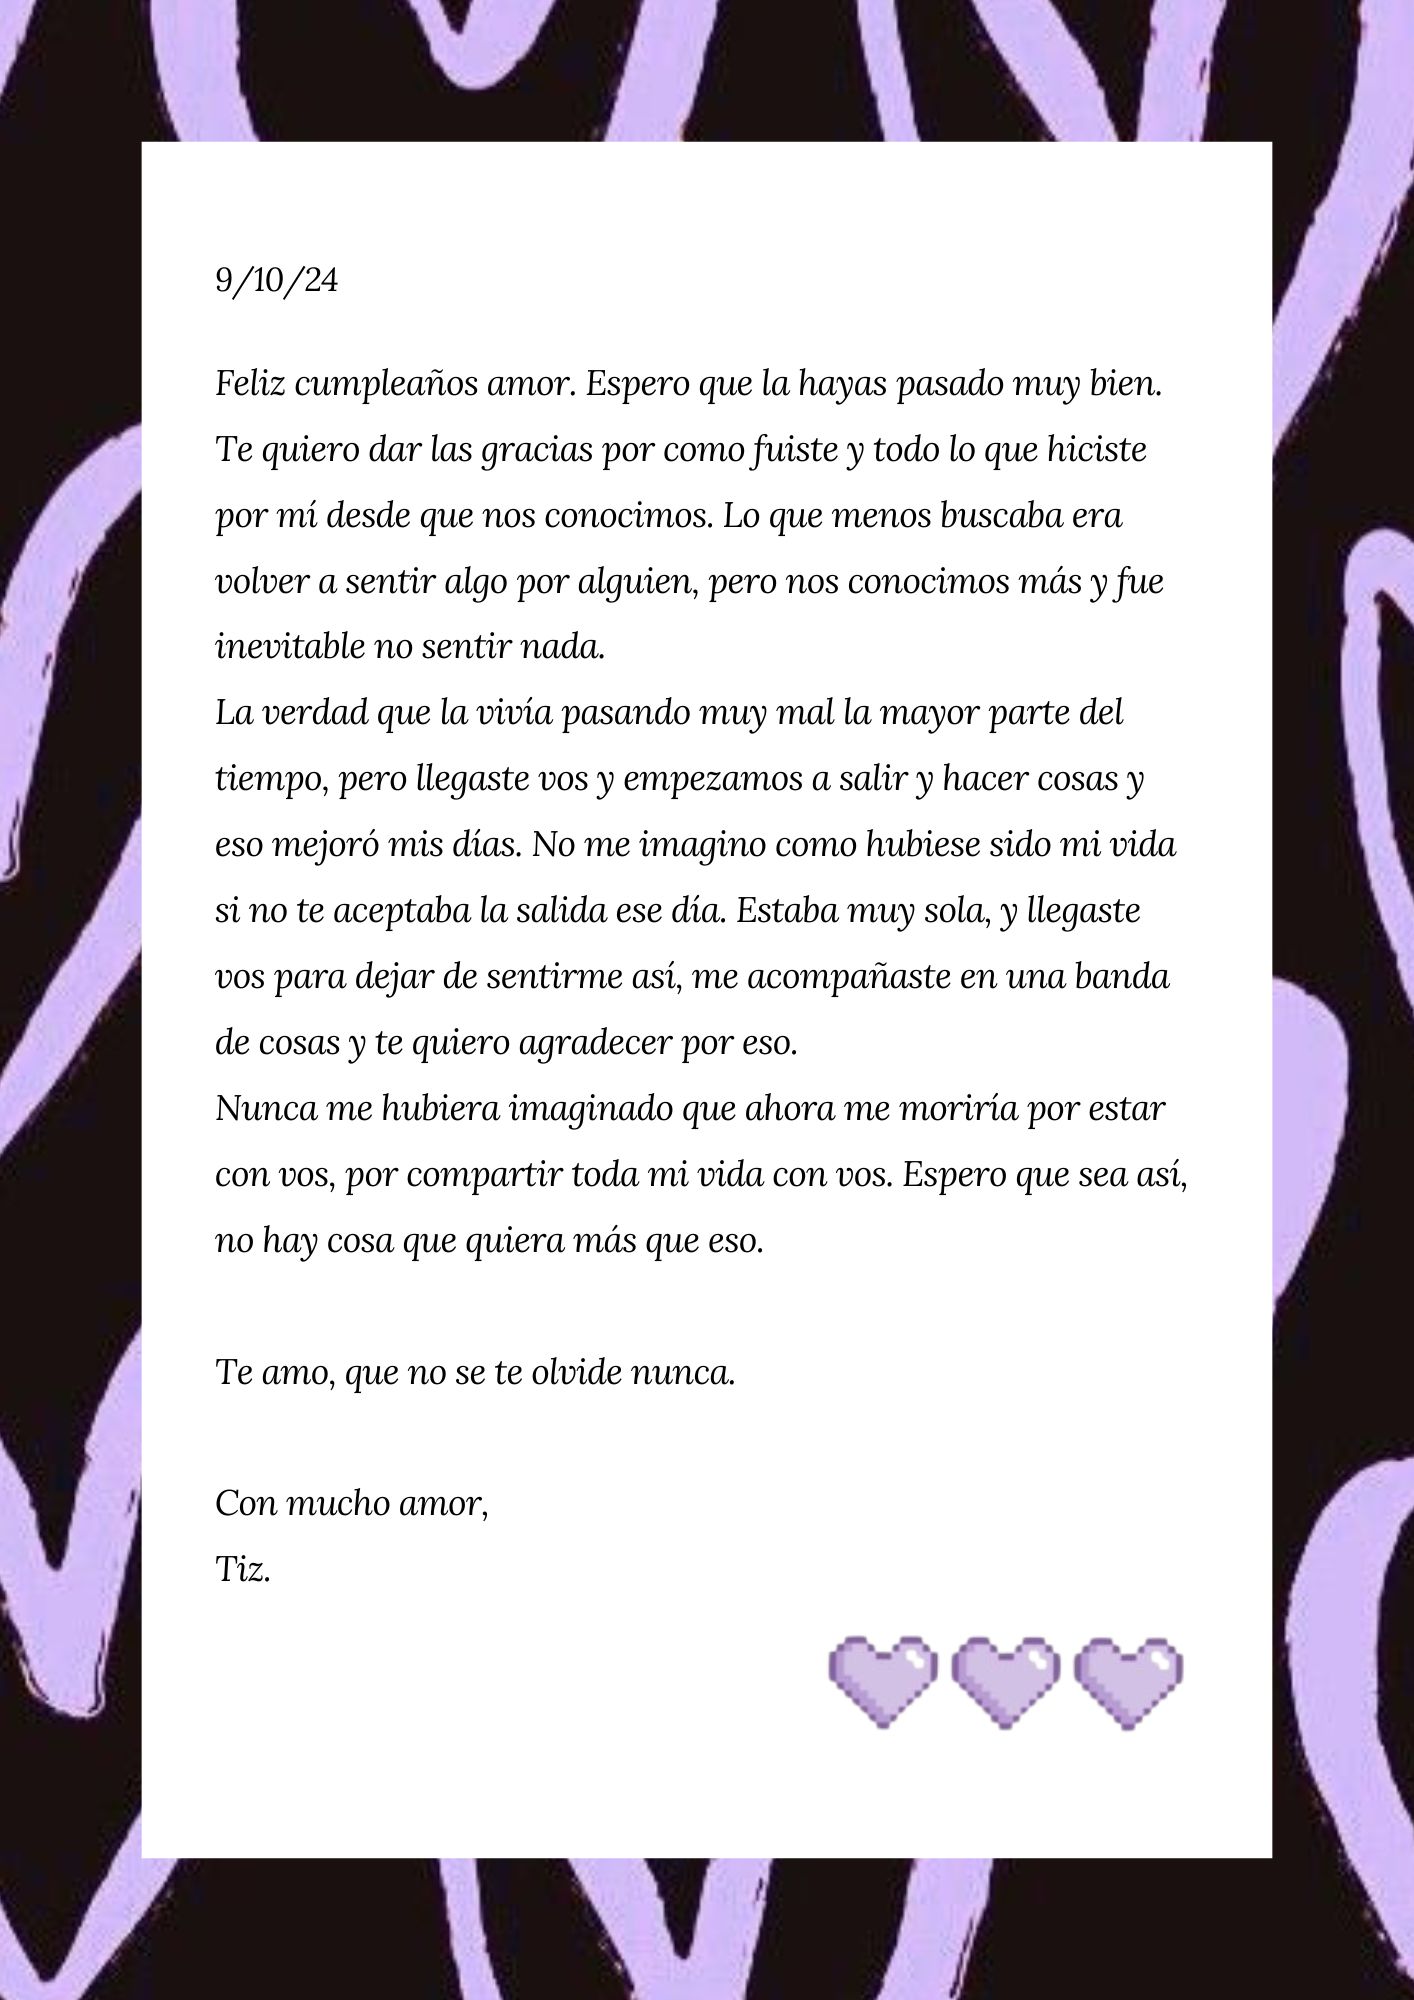 9/10/24
Feliz cumpleaños amor. Espero que la hayas pasado muy bien.
Te quiero dar las gracias por como fuiste y todo lo que hiciste
por mí desde que nos conocimos. Lo que menos buscaba era
volver a sentir algo por alguien, pero nos conocimos más y fue
inevitable no sentir nada.
La verdad que la vivía pasando muy mal la mayor parte del
tiempo, pero llegaste vos y empezamos a salir y hacer cosas y
eso mejoró mis días. No me imagino como hubiese sido mi vida
si no te aceptaba la salida ese día. Estaba muy sola, y llegaste
vos para dejar de sentirme así, me acompañaste en una banda
de cosas y te quiero agradecer por eso.
Nunca me hubiera imaginado que ahora me moriría por estar
con vos, por compartir toda mi vida con vos. Espero que sea así,
no hay cosa que quiera más que eso.
Te amo, que no se te olvide nunca.
Con mucho amor,
Tiz.